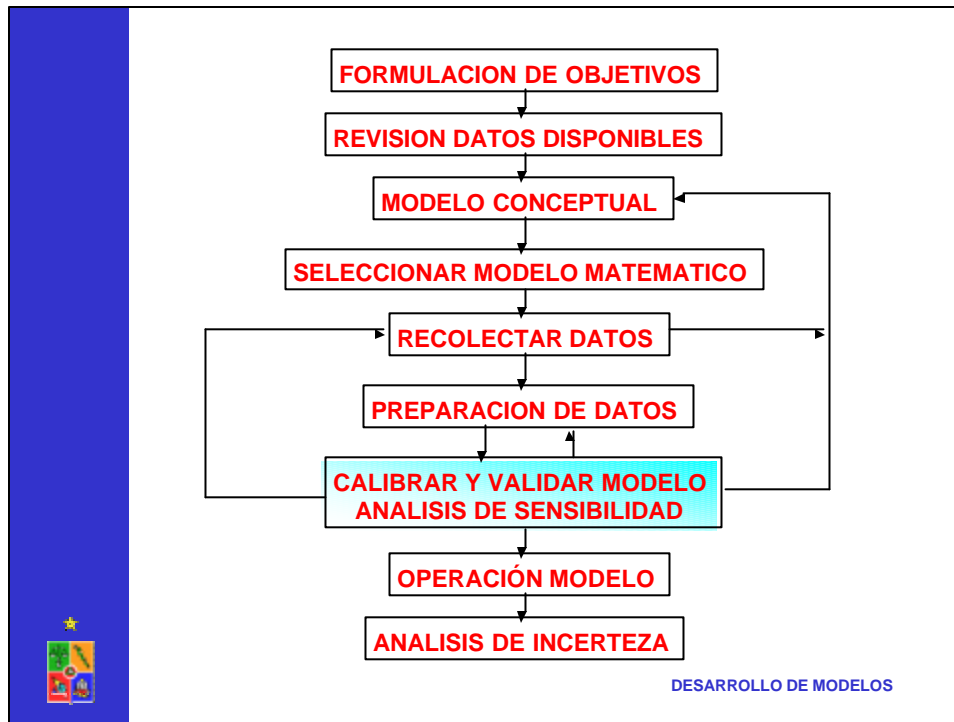 FORMULACION DE OBJETIVOS
REVISION DATOS DISPONIBLES
MODELO CONCEPTUAL
SELECCIONAR MODELO MATEMATICO
RECOLECTAR DATOS
PREPARACION DE DATOS
CALIBRAR Y VALIDAR MODELO
ANALISIS DE SENSIBILIDAD
OPERACIÓN MODELO
ANALISIS DE INCERTEZA
DESARROLLO DE MODELOS